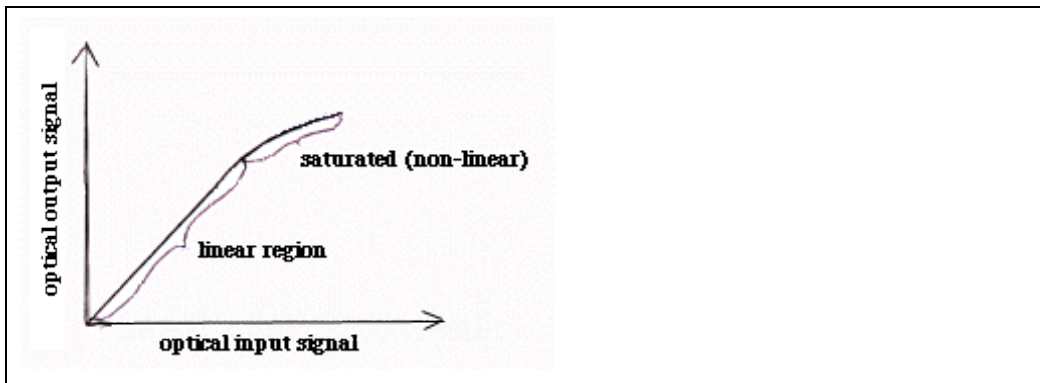 optical output signal
saturated (non-linear)
linear region
optical input signal